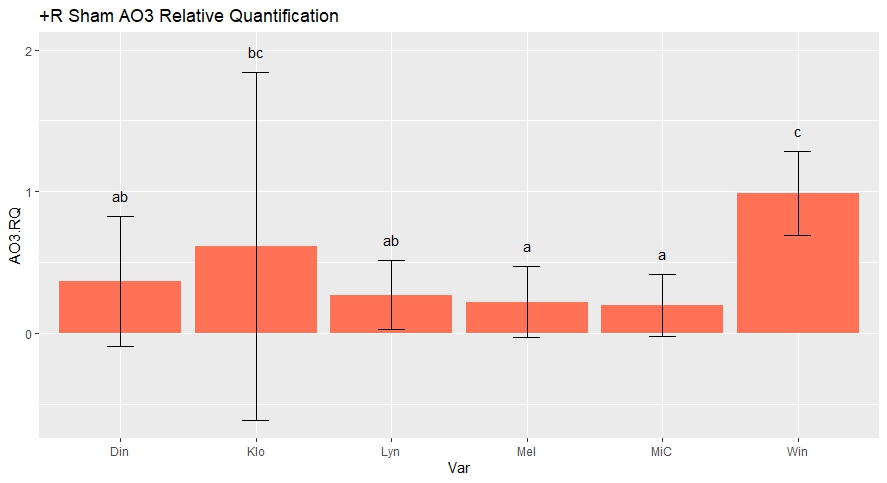 +R Sham AO3 Relative Quantification
AO3.RQ
2
1
0
ab
bc
ab
a
a
c
Din
Klo
Lyn
Mel
MiC
Win
Var